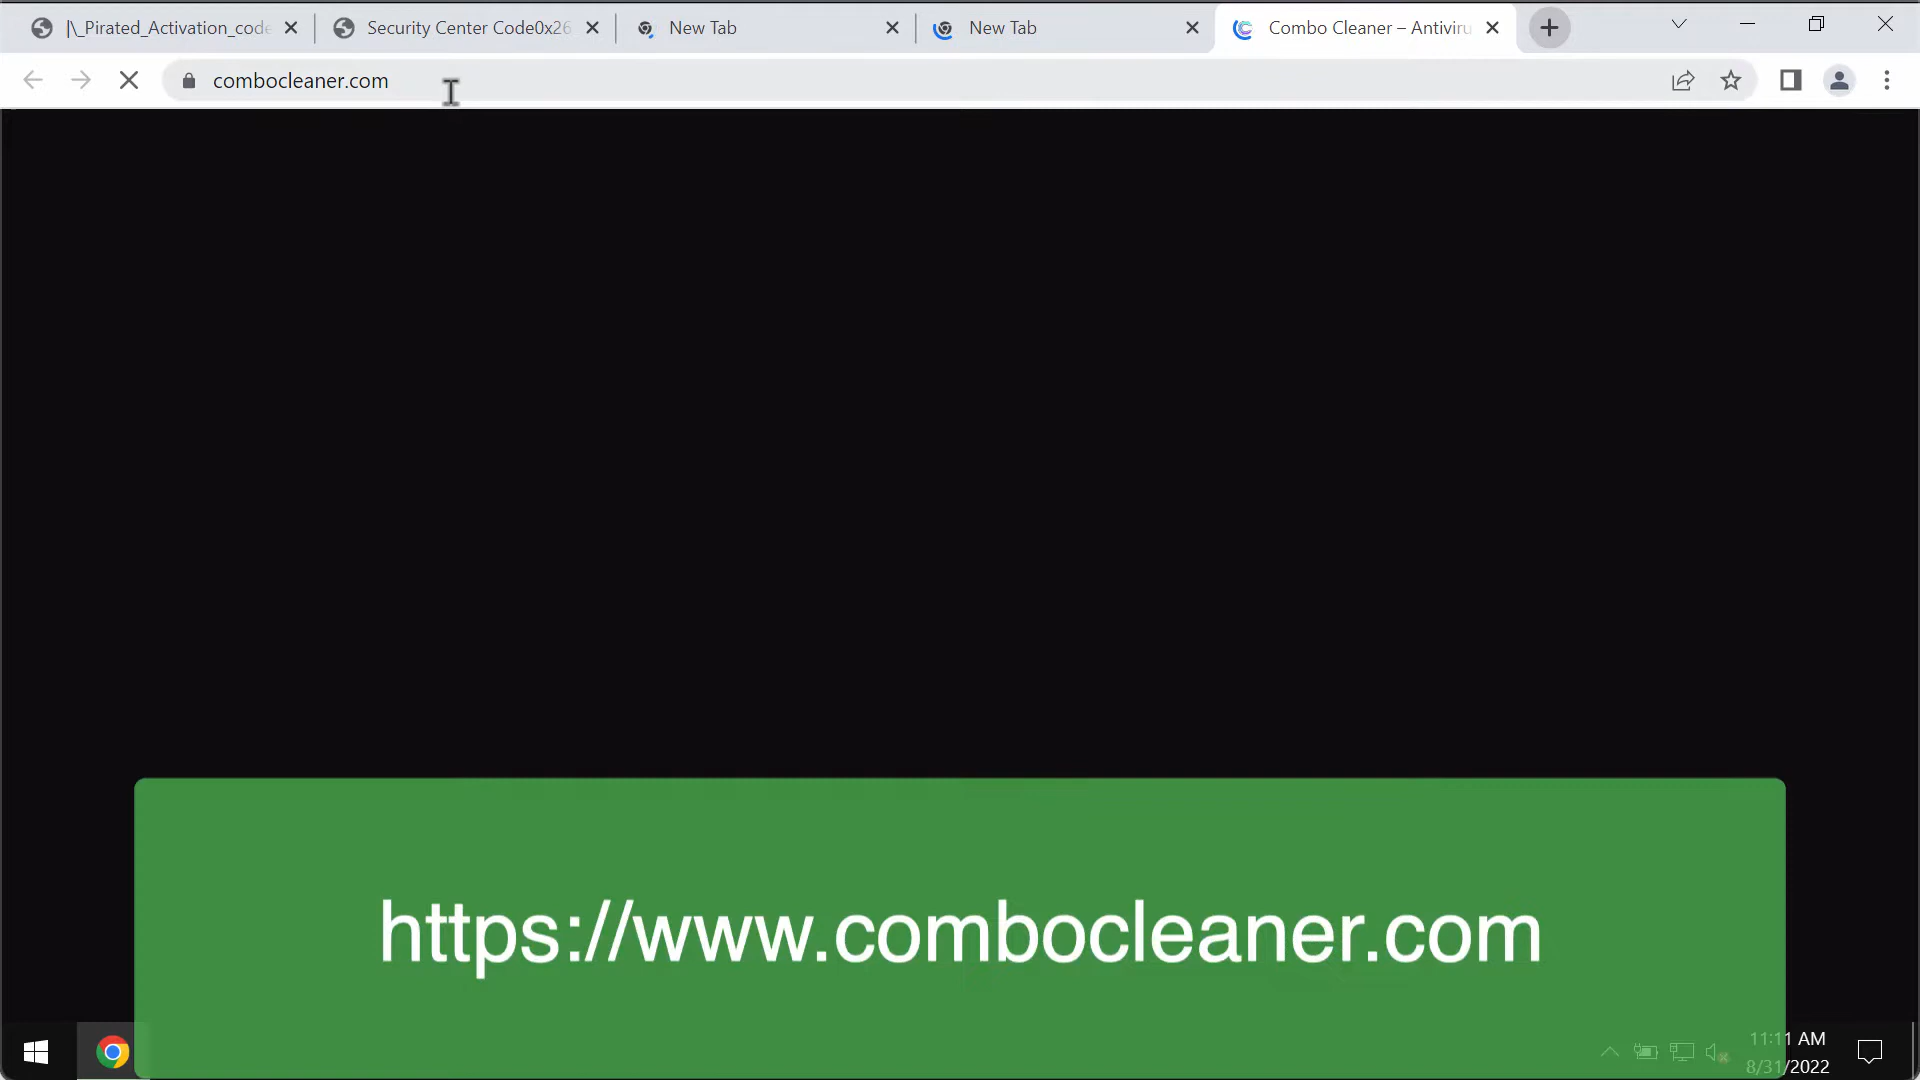 |\_Pirated_Activation_code
Security Center Code0x26
New Tab
New Tab
Combo Cleaner – Antiviru
combocleaner.com
https://www.combocleaner.com
11:11 AM
8/31/2022